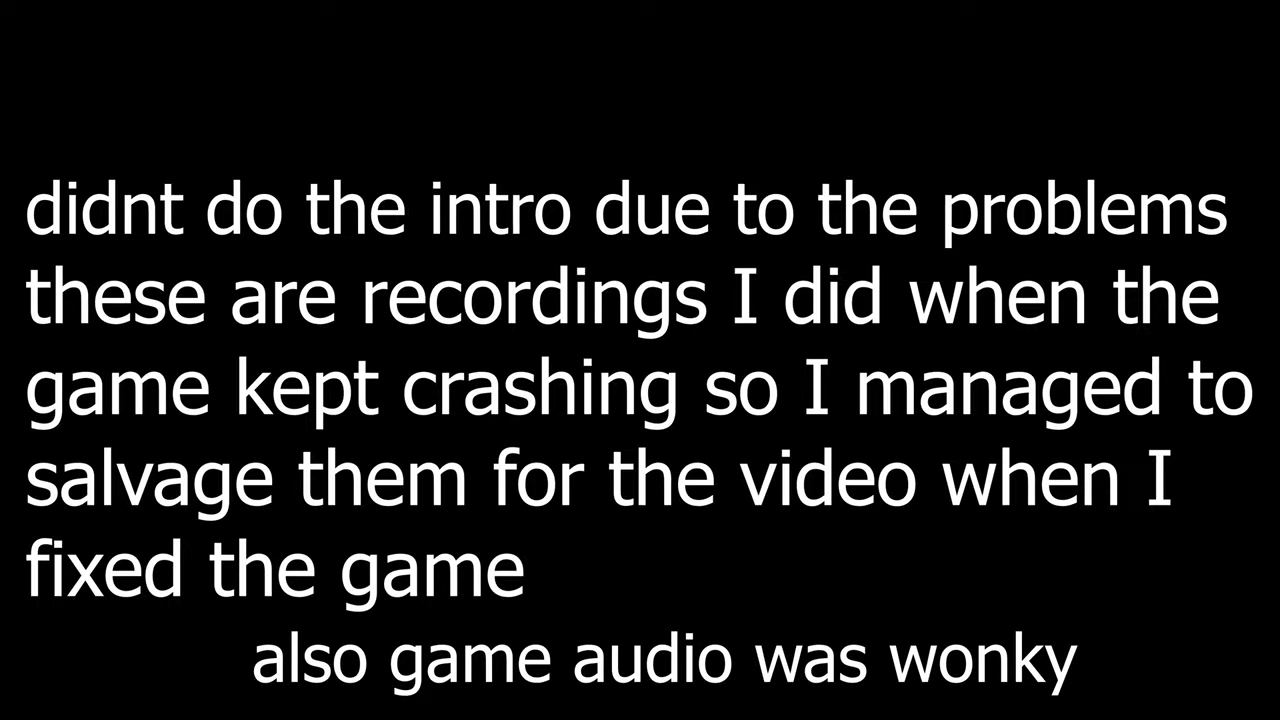 didnt do the intro due to the problems
these are recordings I did when the
game kept crashing so I managed to
salvage them for the video when I
fixed the game
also game audio was wonky